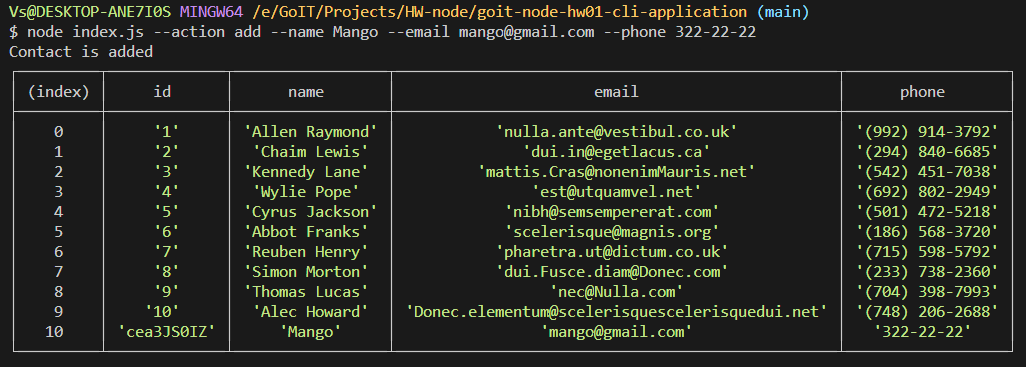 Vs@DESKTOP-ANE7I0S MINGW64 /e/GoIT/Projects/HW-node/goit-node-hw01-cli-application (main)
$ node index.js --action add --name Mango --email mango@gmail.com --phone 322-22-22
Contact is added
(index) id name email phone
0 '1' 'Allen Raymond' 'nulla.ante@vestibul.co.uk' '(992) 914-3792'
1 '2' 'Chaim Lewis' 'dui.in@egetlacus.ca' '(294) 840-6685'
2 '3' 'Kennedy Lane' 'mattis.Cras@nonenimMauris.net' '(542) 451-7038'
3 '4' 'Wylie Pope' 'est@utquamvel.net' '(692) 802-2949'
4 '5' 'Cyrus Jackson' 'nibh@semsempererat.com' '(501) 472-5218'
5 '6' 'Abbot Franks' 'scelerisque@magnis.org' '(186) 568-3720'
6 '7' 'Reuben Henry' 'pharetra.ut@dictum.co.uk' '(715) 598-5792'
7 '8' 'Simon Morton' 'dui.Fusce.diam@Donec.com' '(233) 738-2360'
8 '9' 'Thomas Lucas' 'nec@Nulla.com' '(704) 398-7993'
9 '10' 'Alec Howard' 'Donec.elementum@scelerisquescelerisquedui.net' '(748) 206-2688'
10 'cea3JS0IZ' 'Mango' 'mango@gmail.com' '322-22-22'